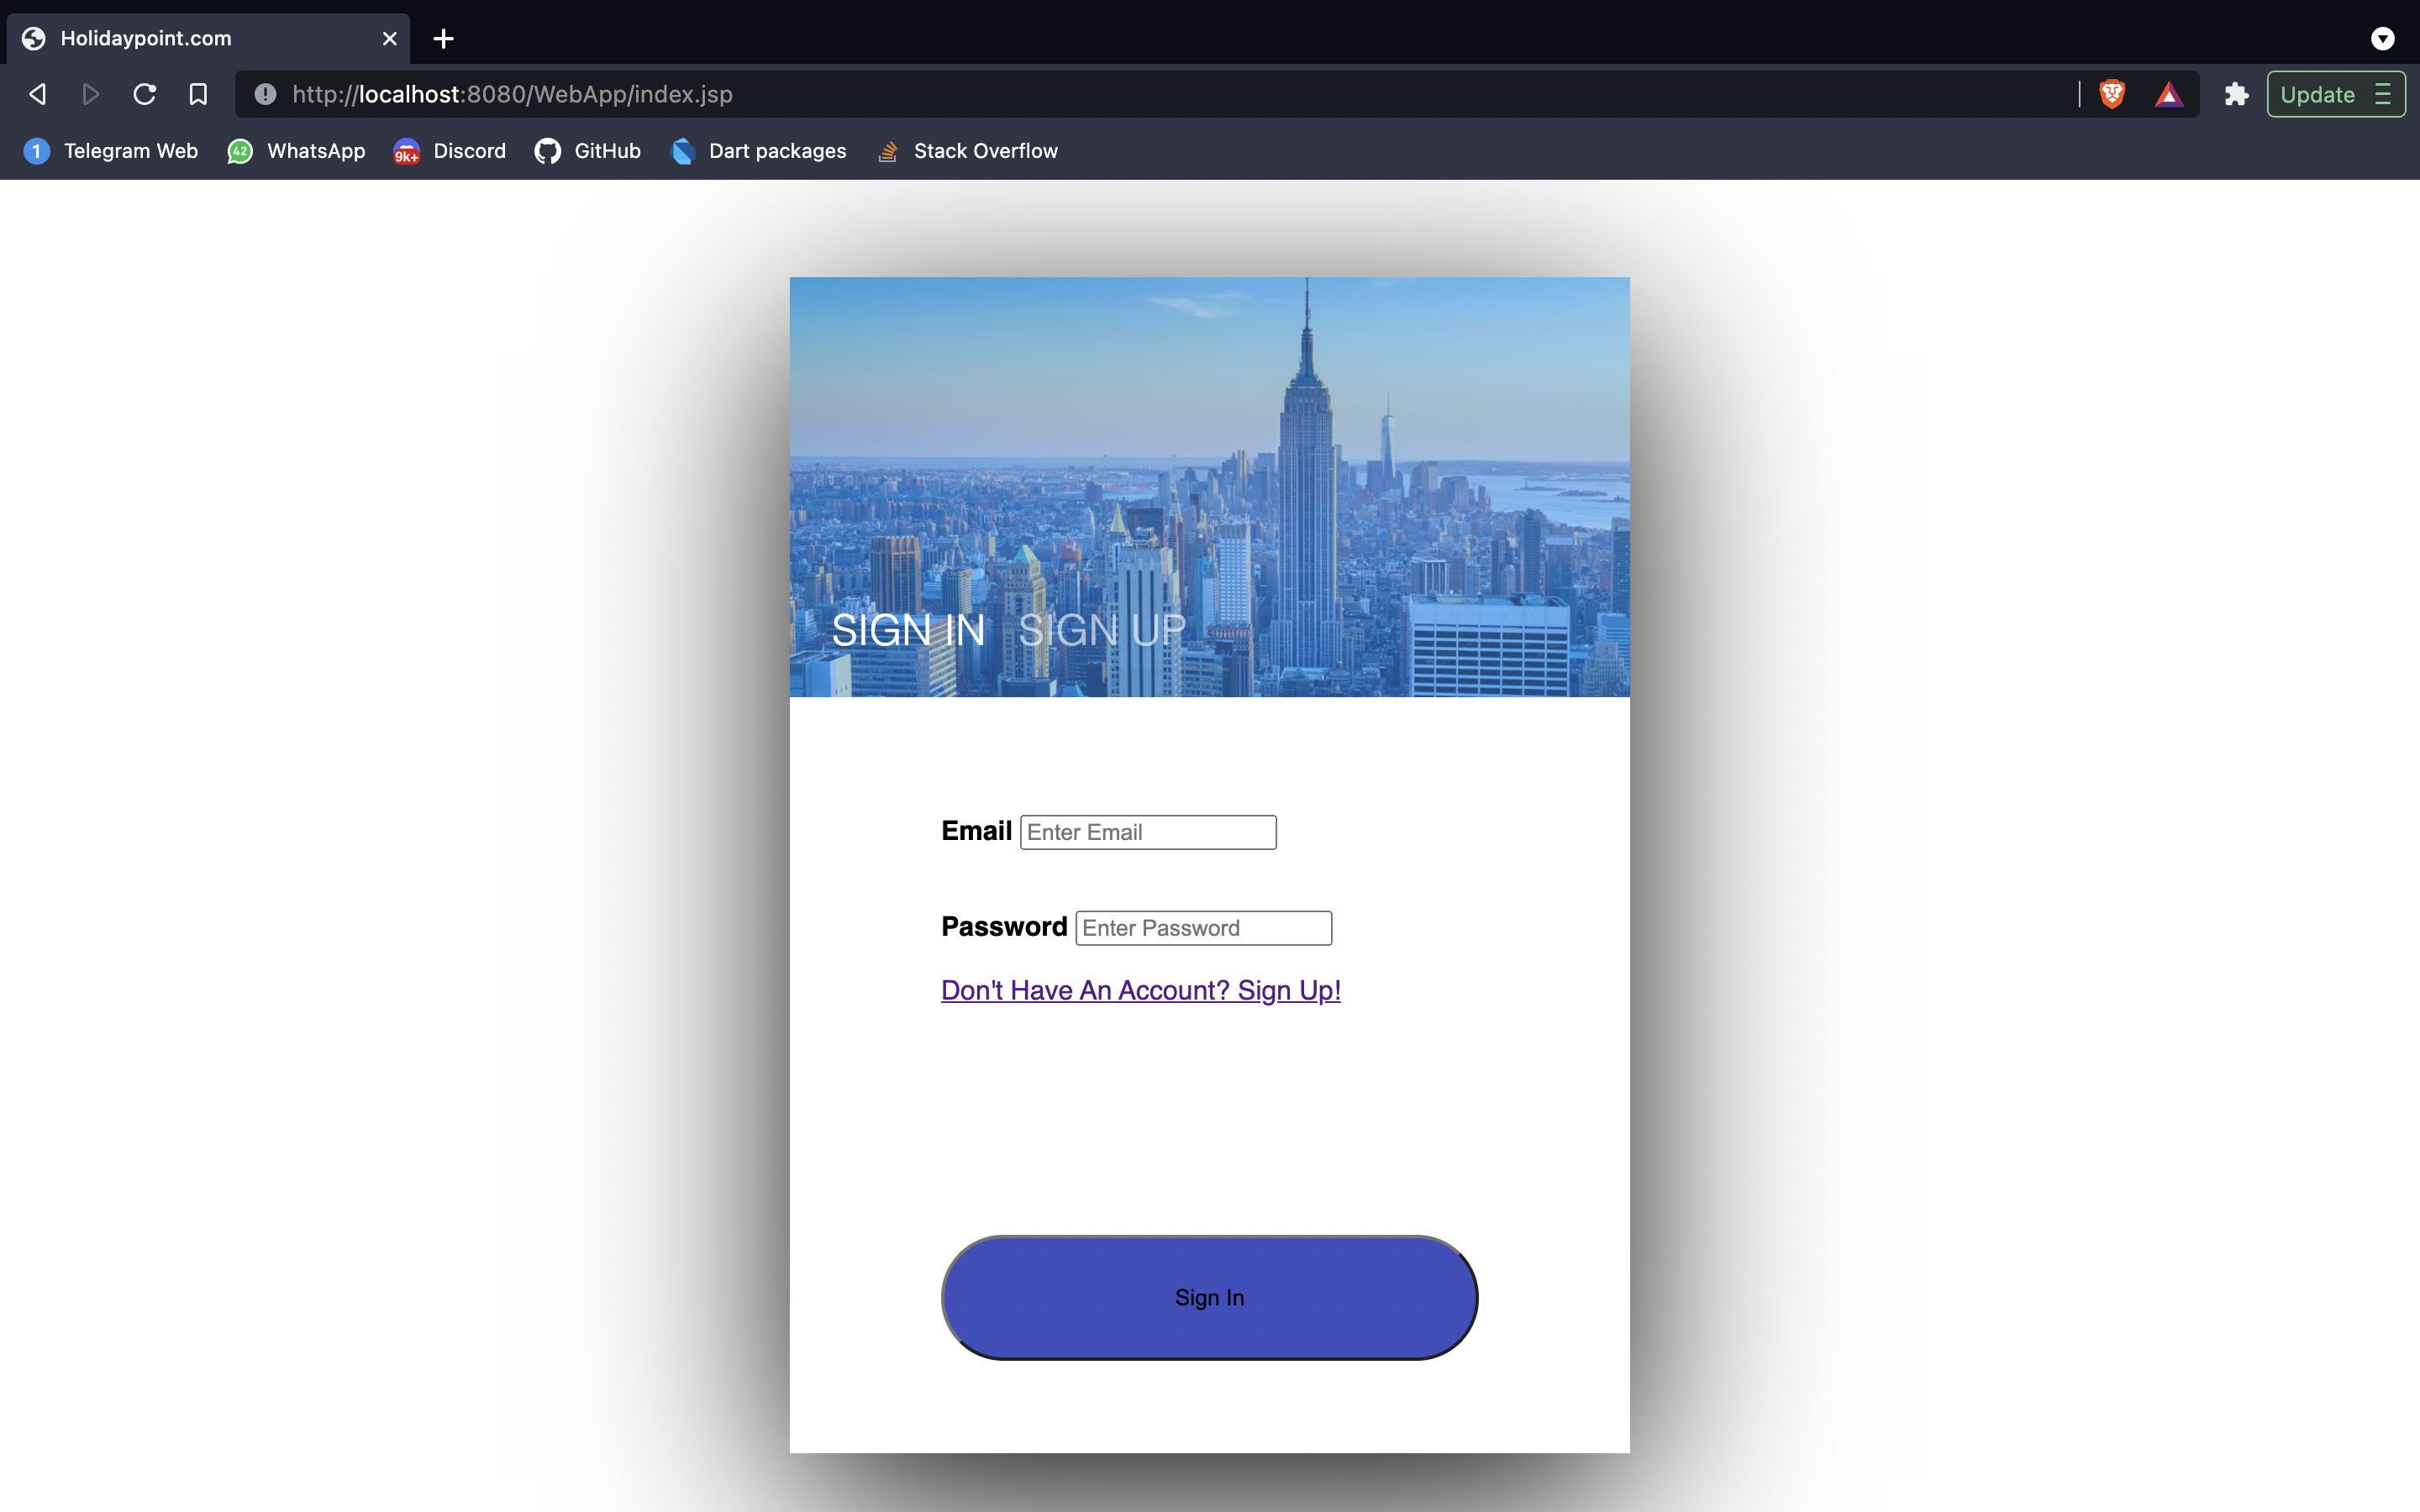 Holidaypoint.com
http://localhost:8080/WebApp/index.jsp
Update
1 Telegram Web 42 WhatsApp 9k+ Discord GitHub Dart packages Stack Overflow
SIGN IN SIGN UP
Email Enter Email
Password Enter Password
Don't Have An Account? Sign Up!
Sign In